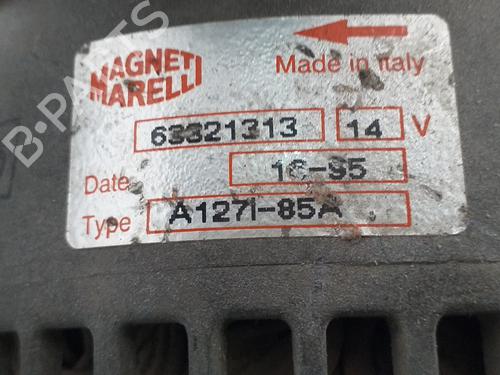 MAGNETI
MARELLI
Made in Italy
63321313 14 V
Date 16-95
Type A127I-85A
B-PARTS